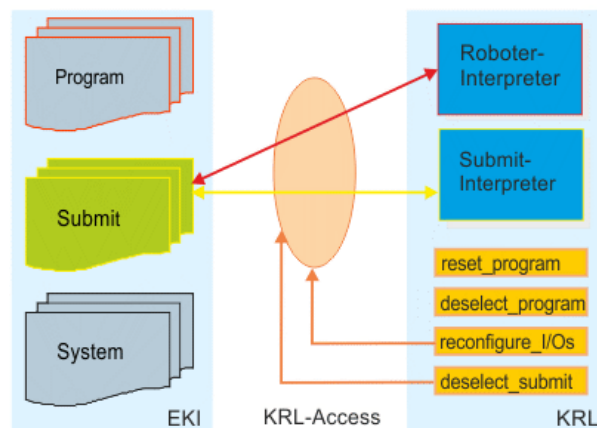 Program
Submit
System
EKI
KRL-Access
Roboter-
Interpreter
Submit-
Interpreter
reset_program
deselect_program
reconfigure_I/Os
deselect_submit
KRL